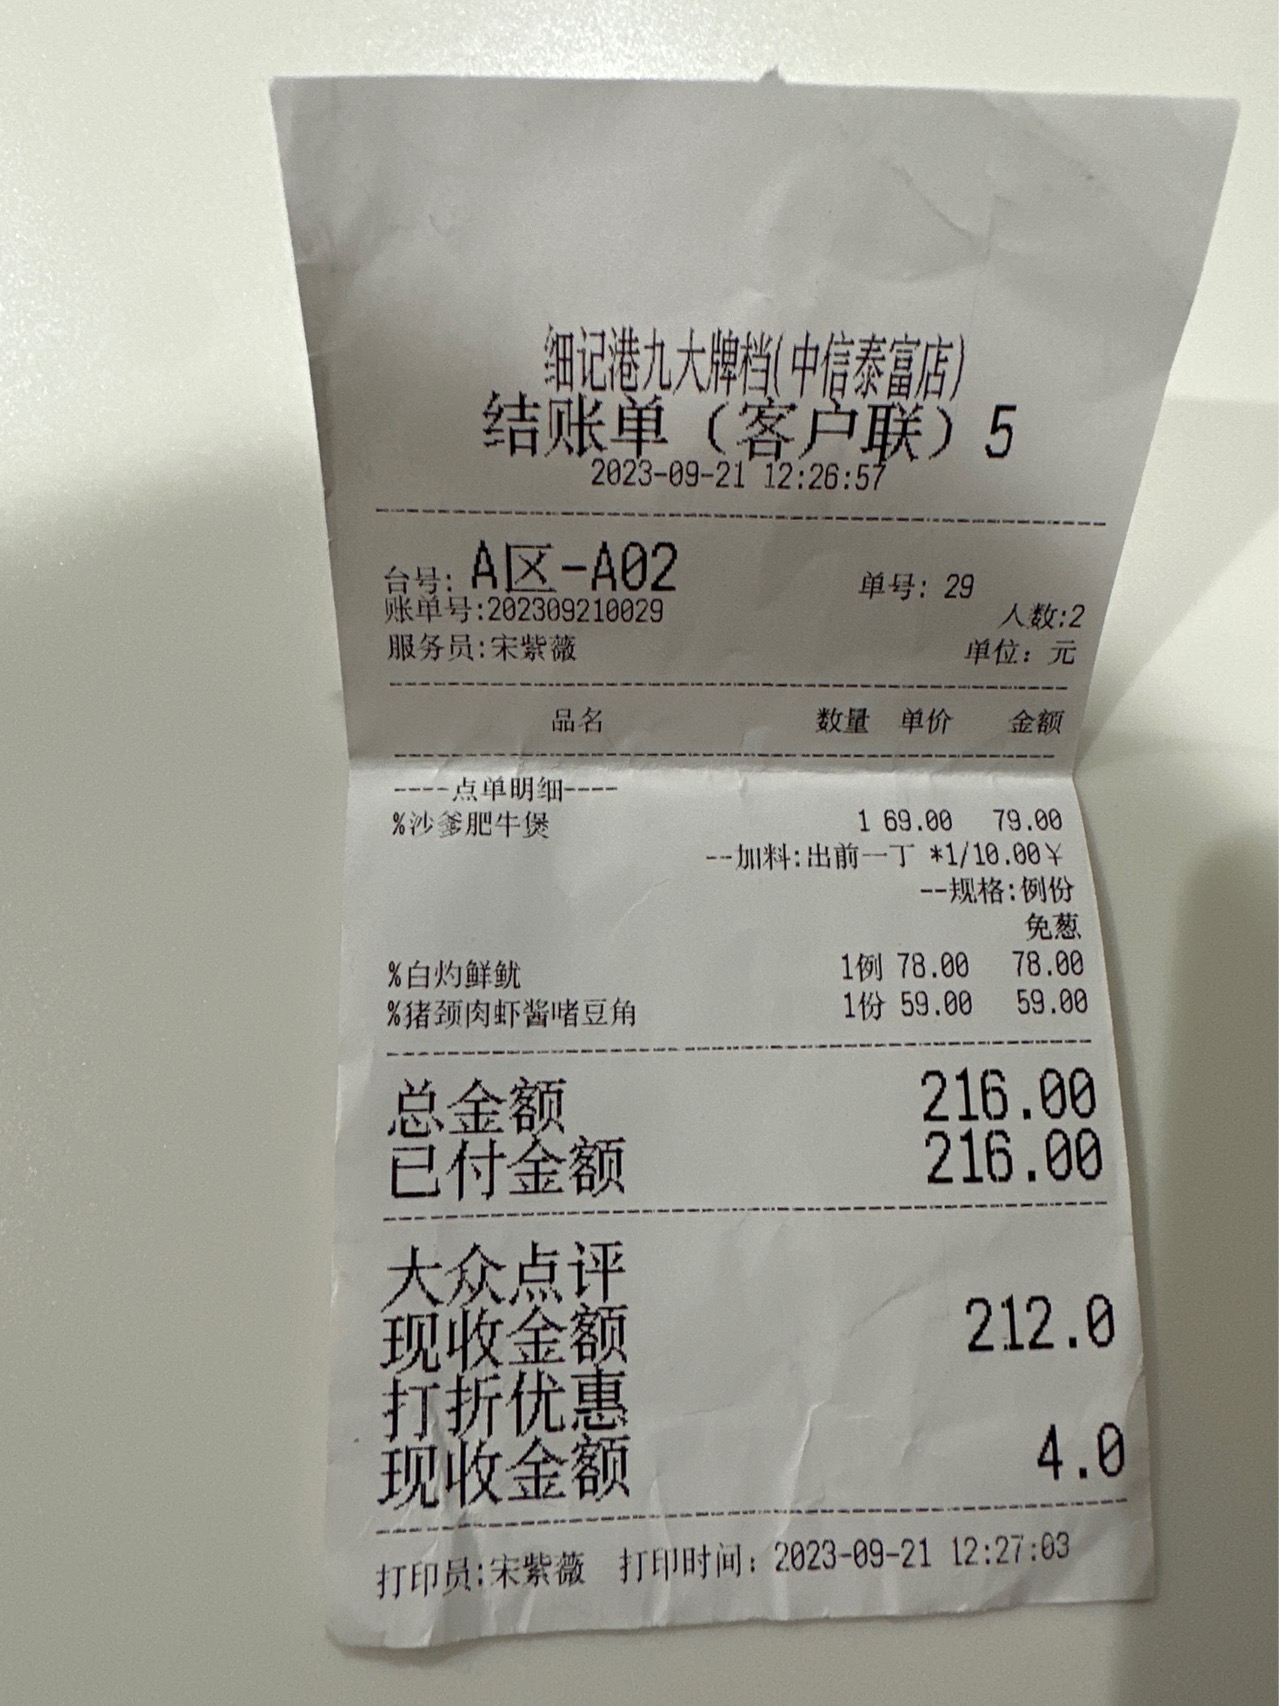 细记港九大牌档(中信泰富店)
结账单（客户联）5
2023-09-21 12:26:57
台号: A区-A02 单号: 29
账单号:202309210029 人数:2
服务员:宋紫薇 单位: 元
品名 数量 单价 金额
----点单明细----
%沙爹肥牛煲 1 69.00 79.00
--加料:出前一丁 *1/10.00¥
--规格:例份
免葱
%白灼鲜鱿 1例 78.00 78.00
%猪颈肉虾酱啫豆角 1份 59.00 59.00
总金额 216.00
已付金额 216.00
大众点评
现收金额 212.0
打折优惠
现收金额 4.0
打印员:宋紫薇 打印时间: 2023-09-21 12:27:03